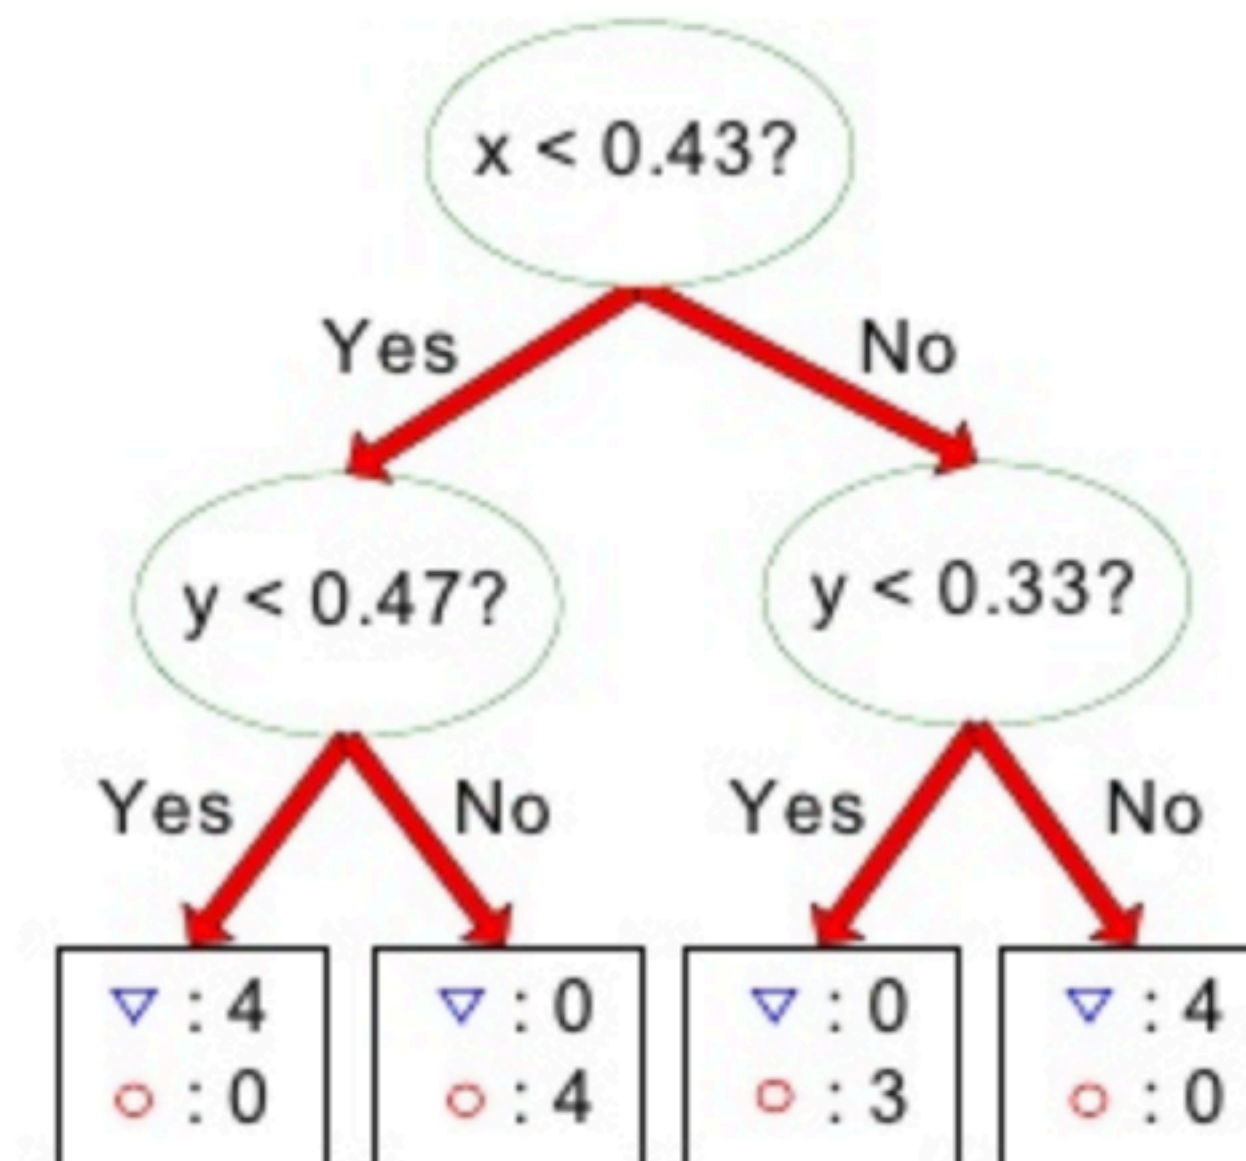 x < 0.43?
Yes No
y < 0.47? y < 0.33?
Yes No Yes No
▽ : 4 ▽ : 0 ▽ : 0 ▽ : 4
○ : 0 ○ : 4 ○ : 3 ○ : 0